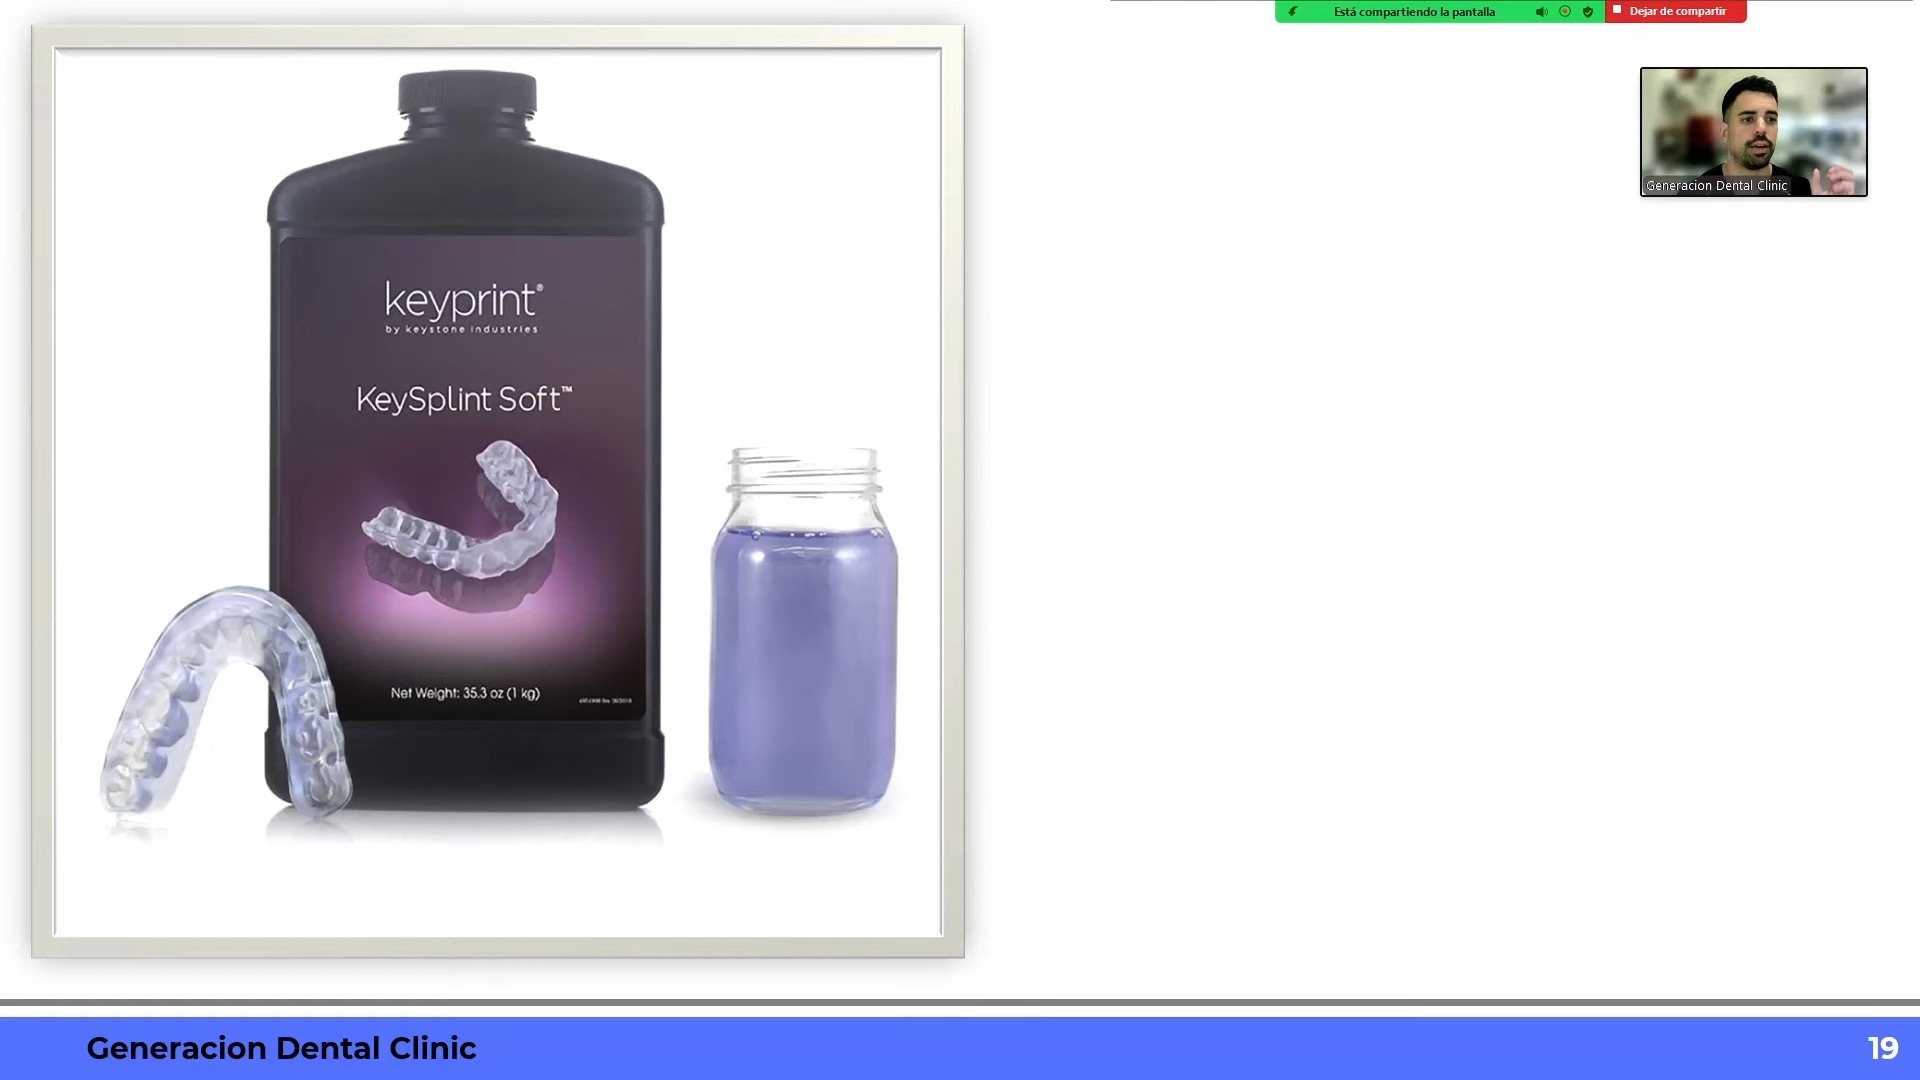 Está compartiendo la pantalla
Dejar de compartir
Generacion Dental Clinic
keyprint®
by keystone industries
KeySplint Soft™
Net Weight: 35.3 oz (1 kg)
Generacion Dental Clinic
19